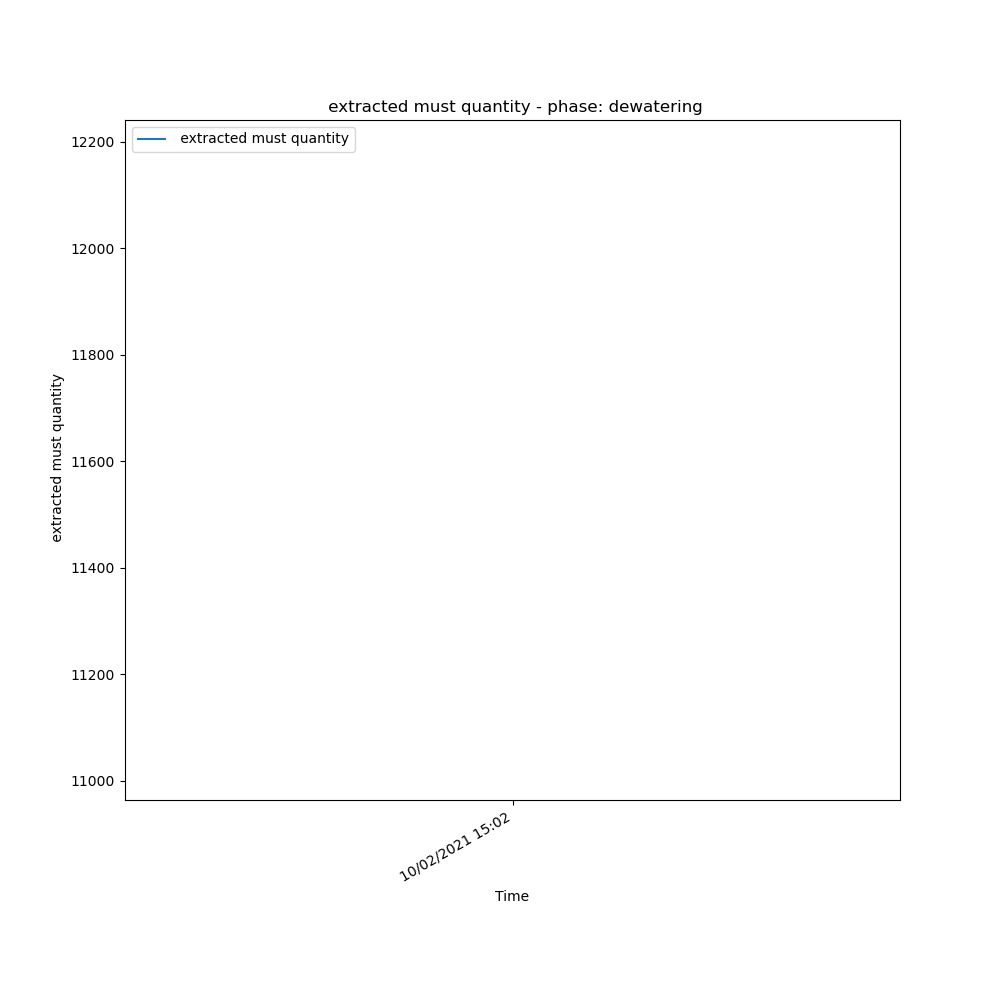 extracted must quantity - phase: dewatering
extracted must quantity
12200
12000
11800
11600
11400
11200
11000
extracted must quantity
10/02/2021 15:02
Time